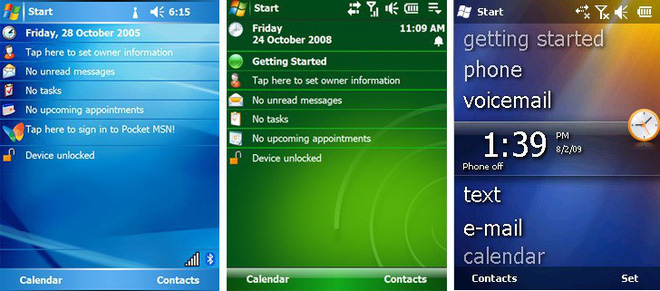 Start 6:15
Friday, 28 October 2005
Tap here to set owner information
No unread messages
No tasks
No upcoming appointments
Tap here to sign in to Pocket MSN!
Device unlocked
Calendar Contacts
Start
Friday 11:09 AM
24 October 2008
Getting Started
Tap here to set owner information
No unread messages
No tasks
No upcoming appointments
Device unlocked
Calendar Contacts
Start
getting started
phone
voicemail
1:39 PM
8/2/09
Phone off
text
e-mail
calendar
Contacts Set